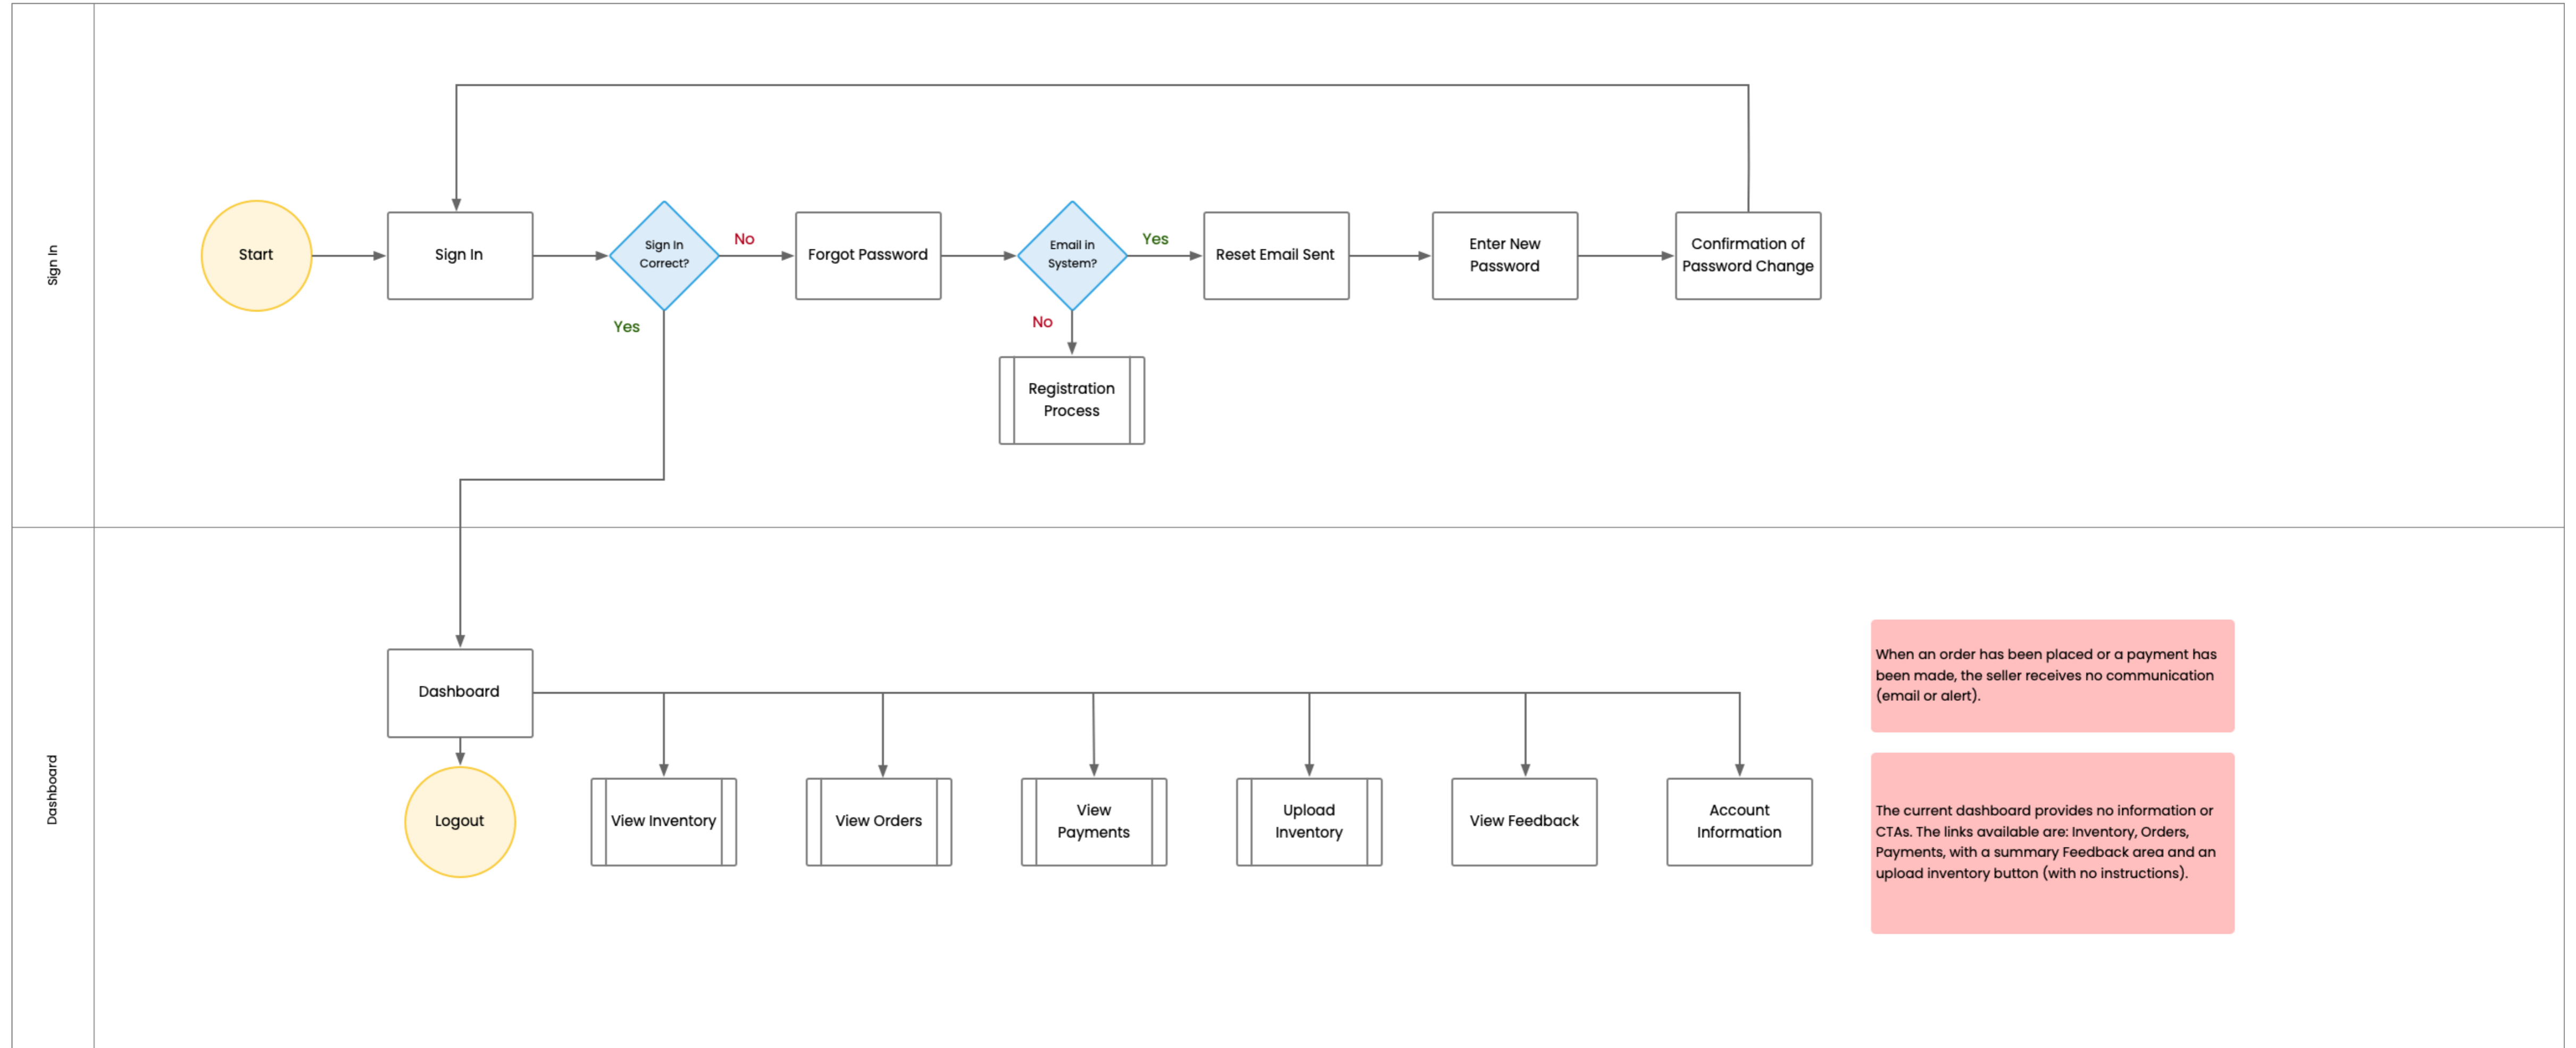 Sign In
Start
Sign In
Sign In
Correct?
No
Yes
Forgot Password
Email in
System?
Yes
No
Reset Email Sent
Enter New
Password
Confirmation of
Password Change
Registration
Process
Dashboard
Dashboard
Logout
View Inventory
View Orders
View
Payments
Upload
Inventory
View Feedback
Account
Information
When an order has been placed or a payment has
been made, the seller receives no communication
(email or alert).
The current dashboard provides no information or
CTAs. The links available are: Inventory, Orders,
Payments, with a summary Feedback area and an
upload inventory button (with no instructions).